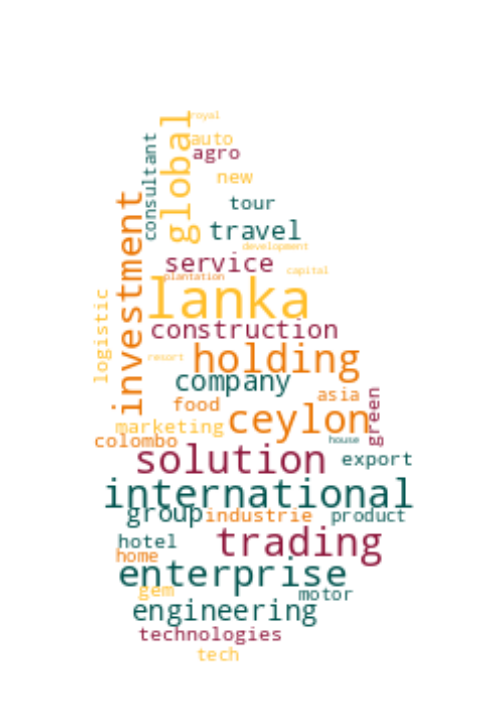 royal
global
auto
consultant
agro
new
investment
tour
travel
development
service
capital
plantation
lanka
logistic
construction
resort
holding
company
asia
food
green
ceylon
marketing
colombo
house
solution
export
international
group
industrie
product
hotel
trading
home
enterprise
gem
motor
engineering
technologies
tech